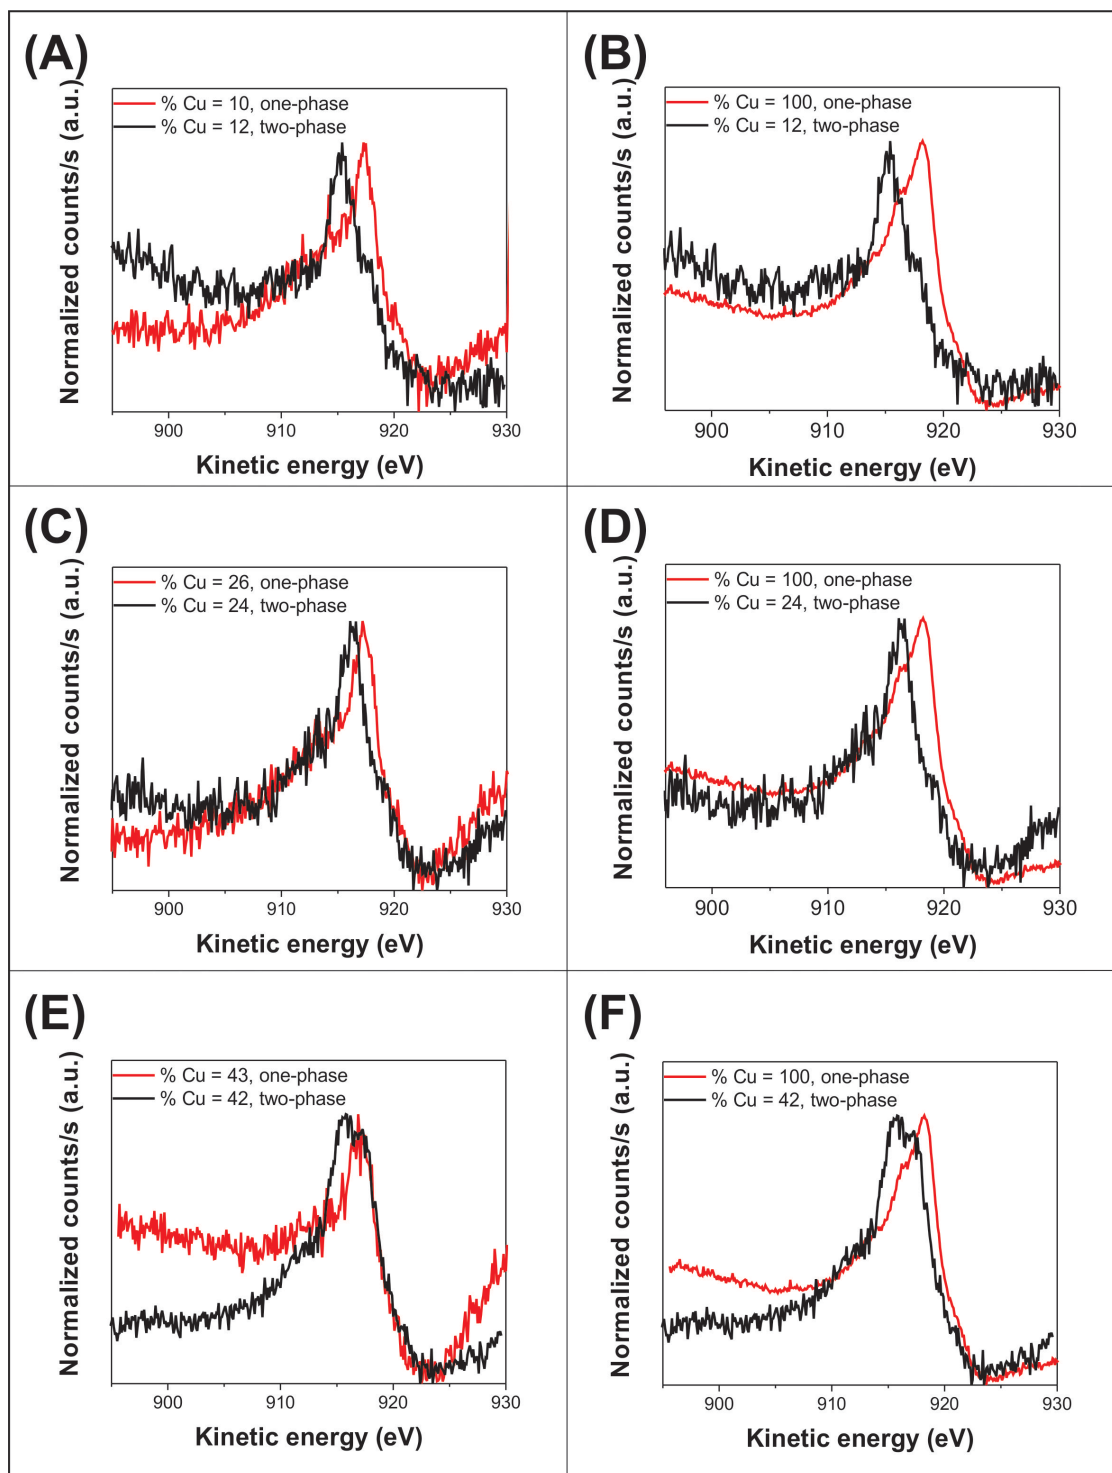 (A)
Normalized counts/s (a.u.)
% Cu = 10, one-phase
% Cu = 12, two-phase
900
910
920
930
Kinetic energy (eV)
(B)
Normalized counts/s (a.u.)
% Cu = 100, one-phase
% Cu = 12, two-phase
900
910
920
930
Kinetic energy (eV)
(C)
Normalized counts/s (a.u.)
% Cu = 26, one-phase
% Cu = 24, two-phase
900
910
920
930
Kinetic energy (eV)
(D)
Normalized counts/s (a.u.)
% Cu = 100, one-phase
% Cu = 24, two-phase
900
910
920
930
Kinetic energy (eV)
(E)
Normalized counts/s (a.u.)
% Cu = 43, one-phase
% Cu = 42, two-phase
900
910
920
930
Kinetic energy (eV)
(F)
Normalized counts/s (a.u.)
% Cu = 100, one-phase
% Cu = 42, two-phase
900
910
920
930
Kinetic energy (eV)